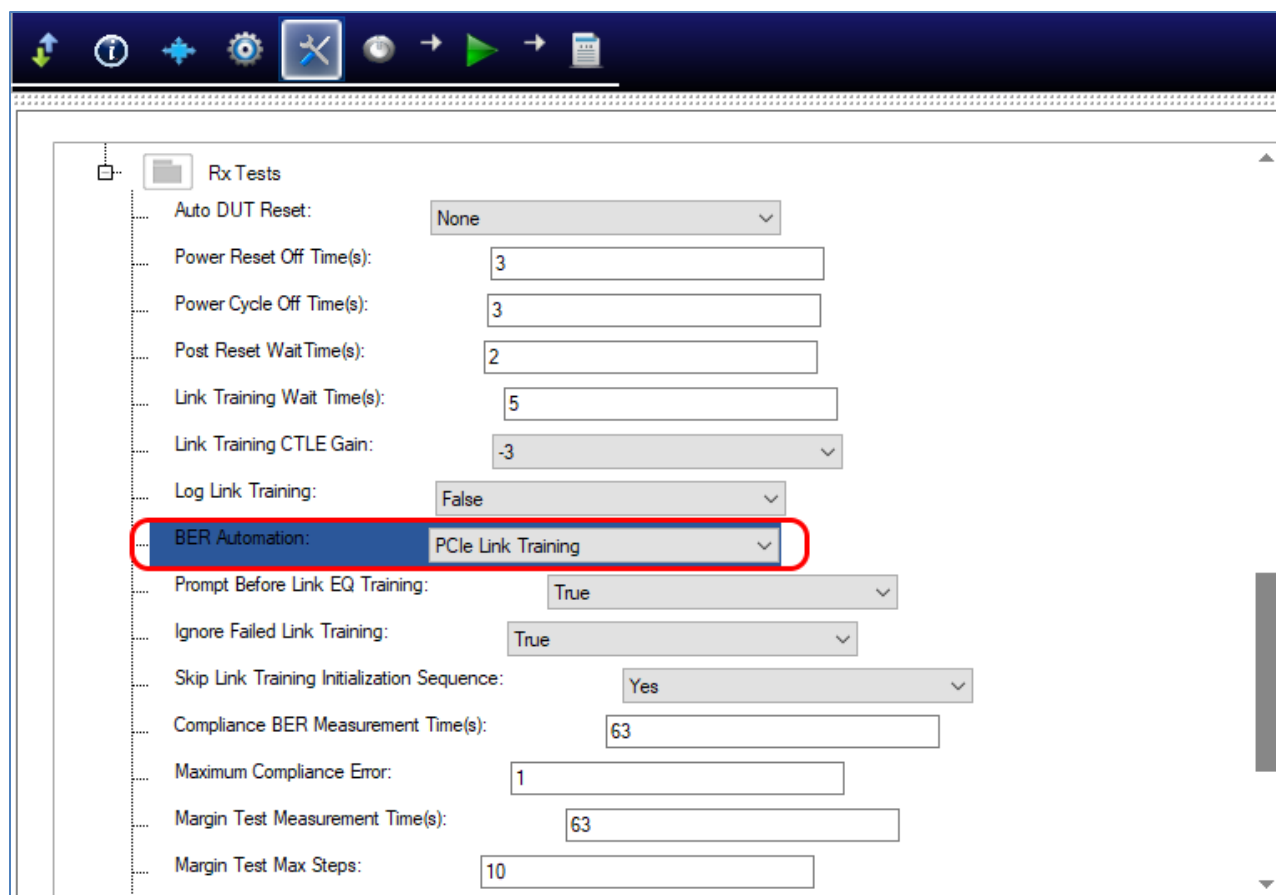 Rx Tests
Auto DUT Reset: None
Power Reset Off Time(s): 3
Power Cycle Off Time(s): 3
Post Reset WaitTime(s): 2
Link Training Wait Time(s): 5
Link Training CTLE Gain: -3
Log Link Training: False
BER Automation: PCIe Link Training
Prompt Before Link EQ Training: True
Ignore Failed Link Training: True
Skip Link Training Initialization Sequence: Yes
Compliance BER Measurement Time(s): 63
Maximum Compliance Error: 1
Margin Test Measurement Time(s): 63
Margin Test Max Steps: 10